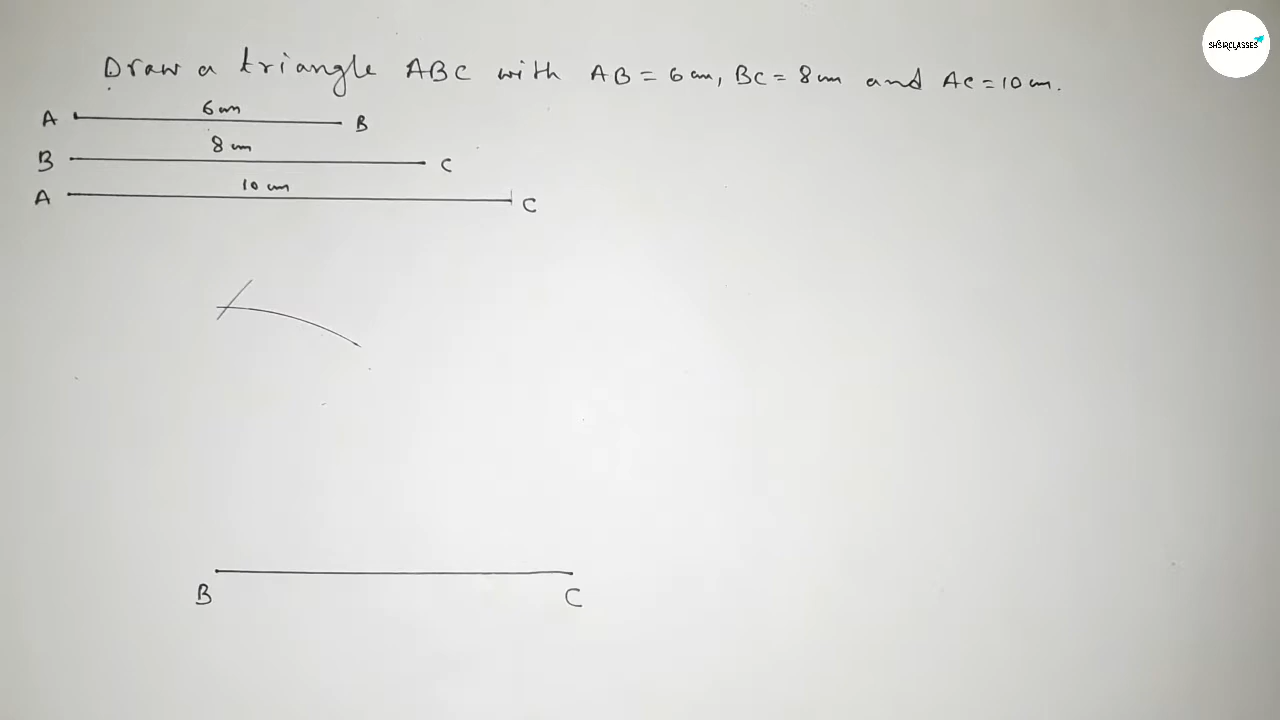 Draw a triangle ABC with AB = 6 cm, BC = 8 cm and AC = 10 cm.
A 6 cm B
B 8 cm C
A 10 cm C
B C
SHSIRCLASSES